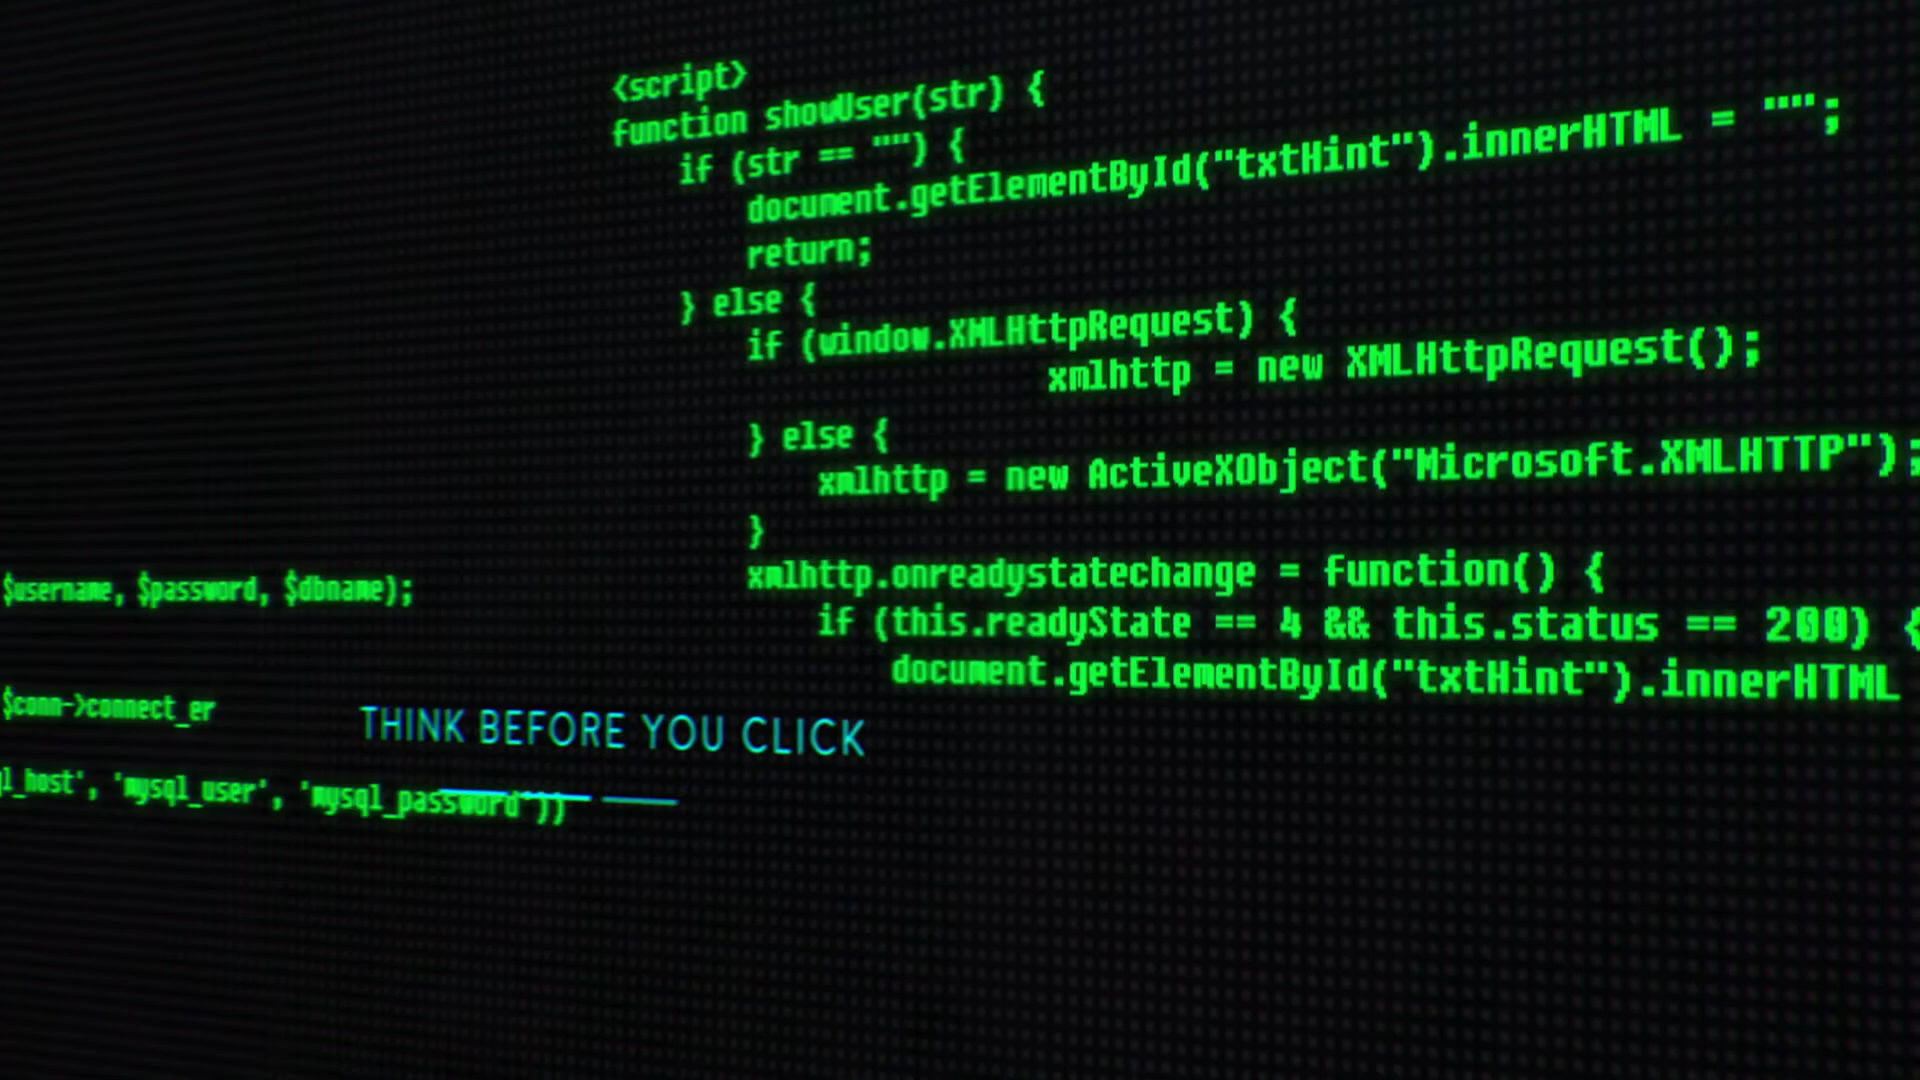 <script>
function showUser(str) {
if (str == "") {
document.getElementById("txtHint").innerHTML = "";
return;
} else {
if (window.XMLHttpRequest) {
xmlhttp = new XMLHttpRequest();
} else {
xmlhttp = new ActiveXObject("Microsoft.XMLHTTP");
}
xmlhttp.onreadystatechange = function() {
if (this.readyState == 4 && this.status == 200) {
document.getElementById("txtHint").innerHTML
$username, $password, $dbname);
$conn->connect_er
THINK BEFORE YOU CLICK
l_host', 'mysql_user', 'mysql_password'))